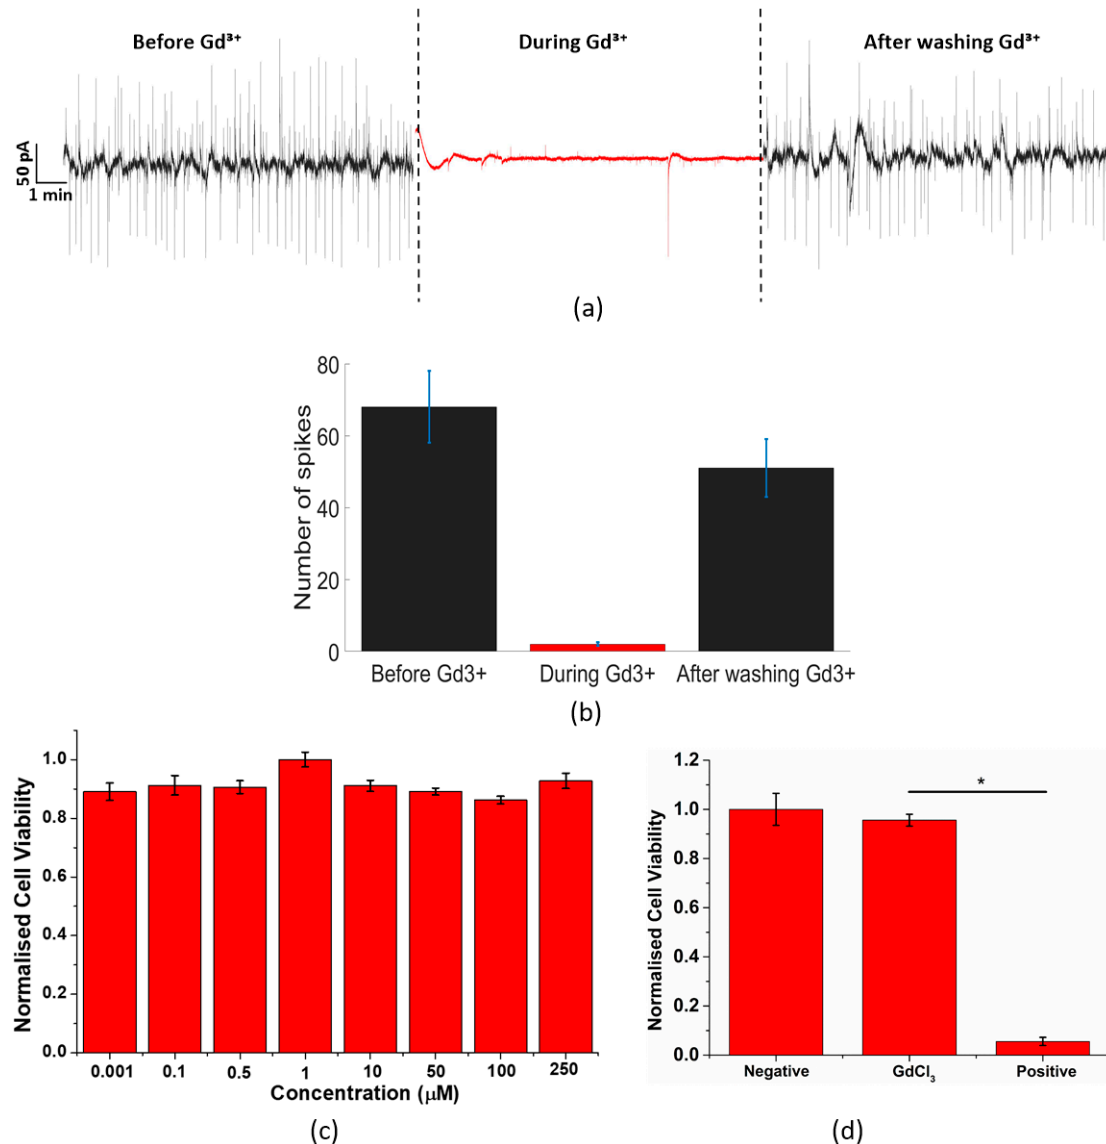 Before Gd³⁺
During Gd³⁺
After washing Gd³⁺
50 pA
1 min
(a)
Number of spikes
80
60
40
20
0
Before Gd3+
During Gd3+
After washing Gd3+
(b)
Normalised Cell Viability
1.0
0.8
0.6
0.4
0.2
0.0
0.001
0.1
0.5
1
10
50
100
250
Concentration (µM)
(c)
Normalised Cell Viability
1.2
1.0
0.8
0.6
0.4
0.2
0.0
*
Negative
GdCl₃
Positive
(d)